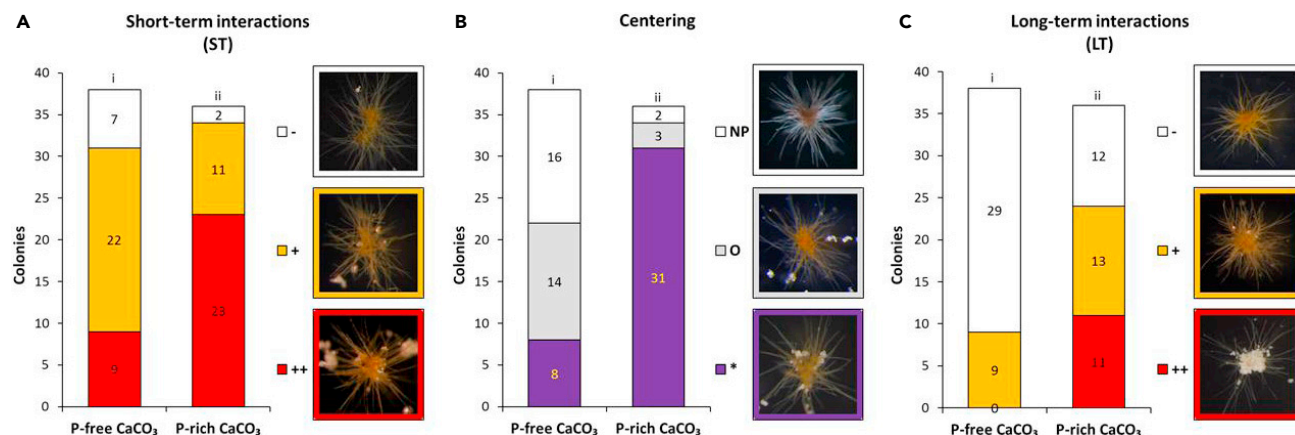 A
Short-term interactions
(ST)
Colonies
40
35
30
25
20
15
10
5
0
i
7
22
9
ii
2
11
23
P-free CaCO₃ P-rich CaCO₃
-
+
++
B
Centering
Colonies
40
35
30
25
20
15
10
5
0
i
16
14
8
ii
2
3
31
P-free CaCO₃ P-rich CaCO₃
NP
O
*
C
Long-term interactions
(LT)
Colonies
40
35
30
25
20
15
10
5
0
i
29
9
0
ii
12
13
11
P-free CaCO₃ P-rich CaCO₃
-
+
++